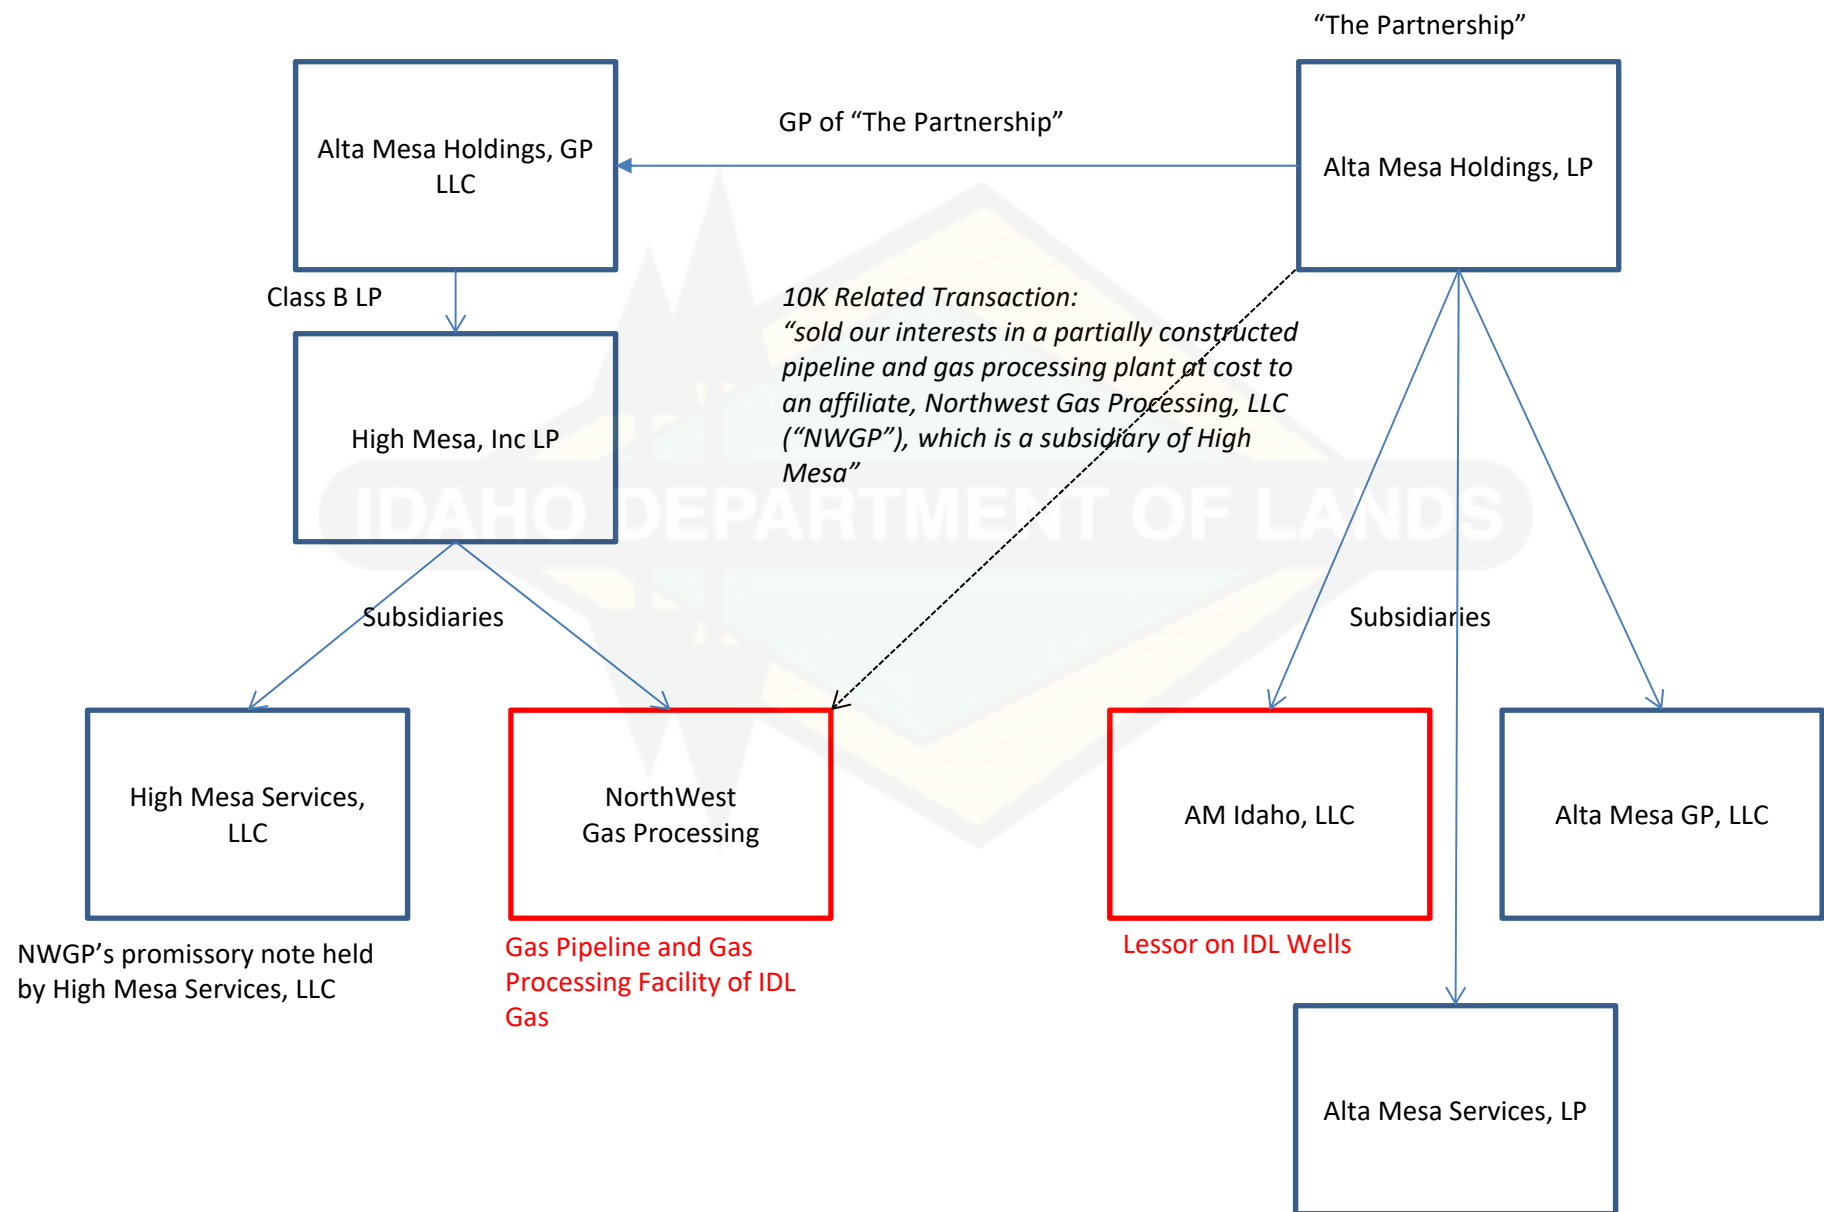 “The Partnership”
Alta Mesa Holdings, GP
LLC
GP of “The Partnership”
Alta Mesa Holdings, LP
Class B LP
10K Related Transaction:
“sold our interests in a partially constructed
pipeline and gas processing plant at cost to
an affiliate, Northwest Gas Processing, LLC
(“NWGP”), which is a subsidiary of High
Mesa”
High Mesa, Inc LP
IDAHO DEPARTMENT OF LANDS
Subsidiaries
Subsidiaries
High Mesa Services,
LLC
NorthWest
Gas Processing
AM Idaho, LLC
Alta Mesa GP, LLC
NWGP’s promissory note held
by High Mesa Services, LLC
Gas Pipeline and Gas
Processing Facility of IDL
Gas
Lessor on IDL Wells
Alta Mesa Services, LP